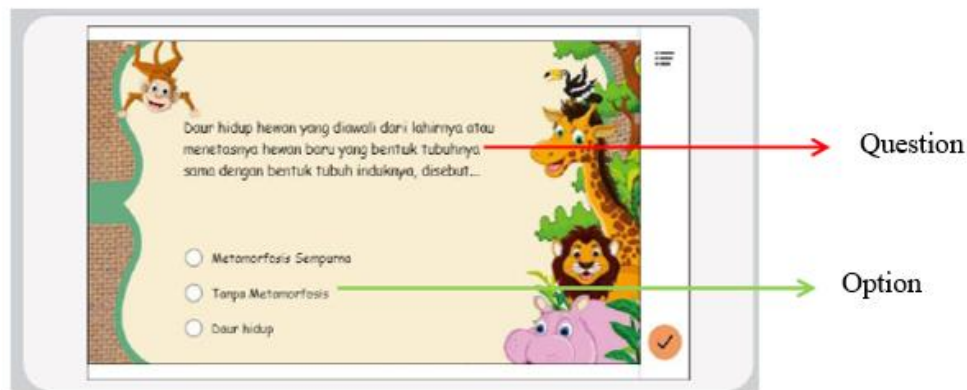 Daur hidup hewan yang diawali dari lahirnya atau
menetasnya hewan baru yang bentuk tubuhnya
sama dengan bentuk tubuh induknya, disebut...
Question
Metamorfosis Sempurna
Tanpa Metamorfosis
Option
Daur hidup